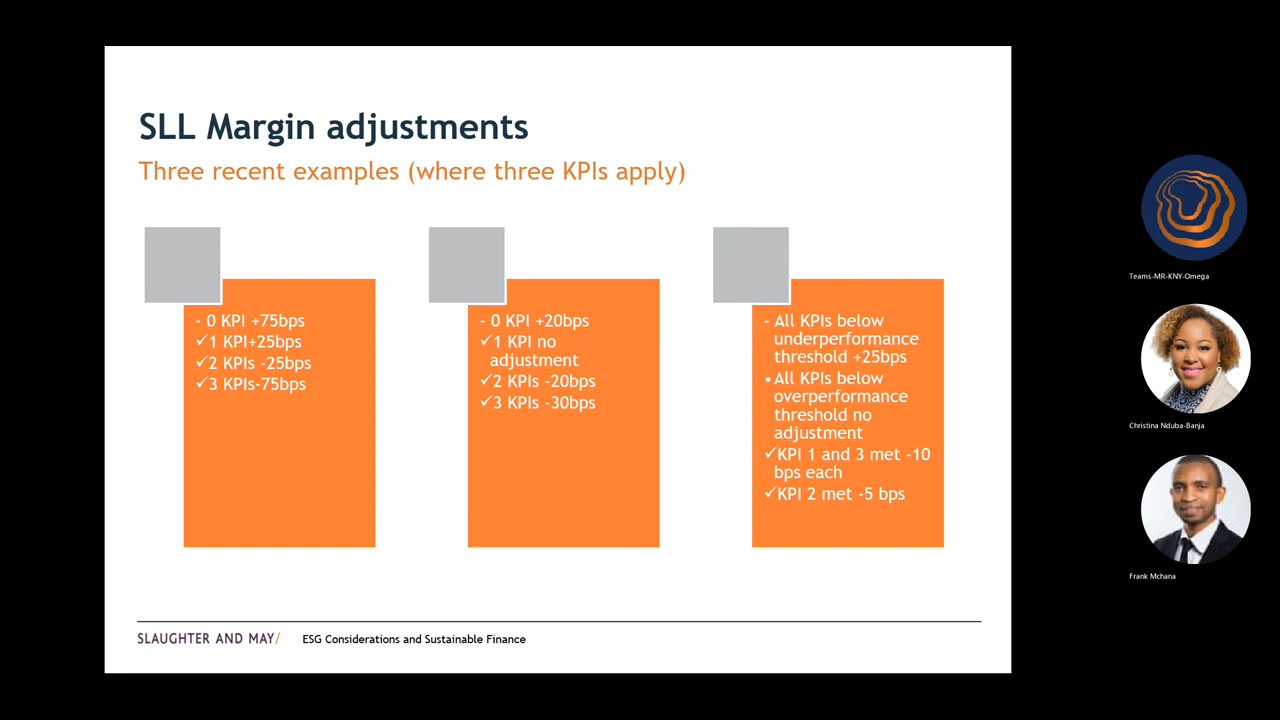 SLL Margin adjustments
Three recent examples (where three KPIs apply)
- 0 KPI +75bps
✓1 KPI+25bps
✓2 KPIs -25bps
✓3 KPIs-75bps
- 0 KPI +20bps
✓1 KPI no
adjustment
✓2 KPIs -20bps
✓3 KPIs -30bps
- All KPIs below
underperformance
threshold +25bps
•All KPIs below
overperformance
threshold no
adjustment
✓KPI 1 and 3 met -10
bps each
✓KPI 2 met -5 bps
SLAUGHTER AND MAY/
ESG Considerations and Sustainable Finance
Teams-MR-KNY-Omega
Christina Nduba-Banja
Frank Mchana